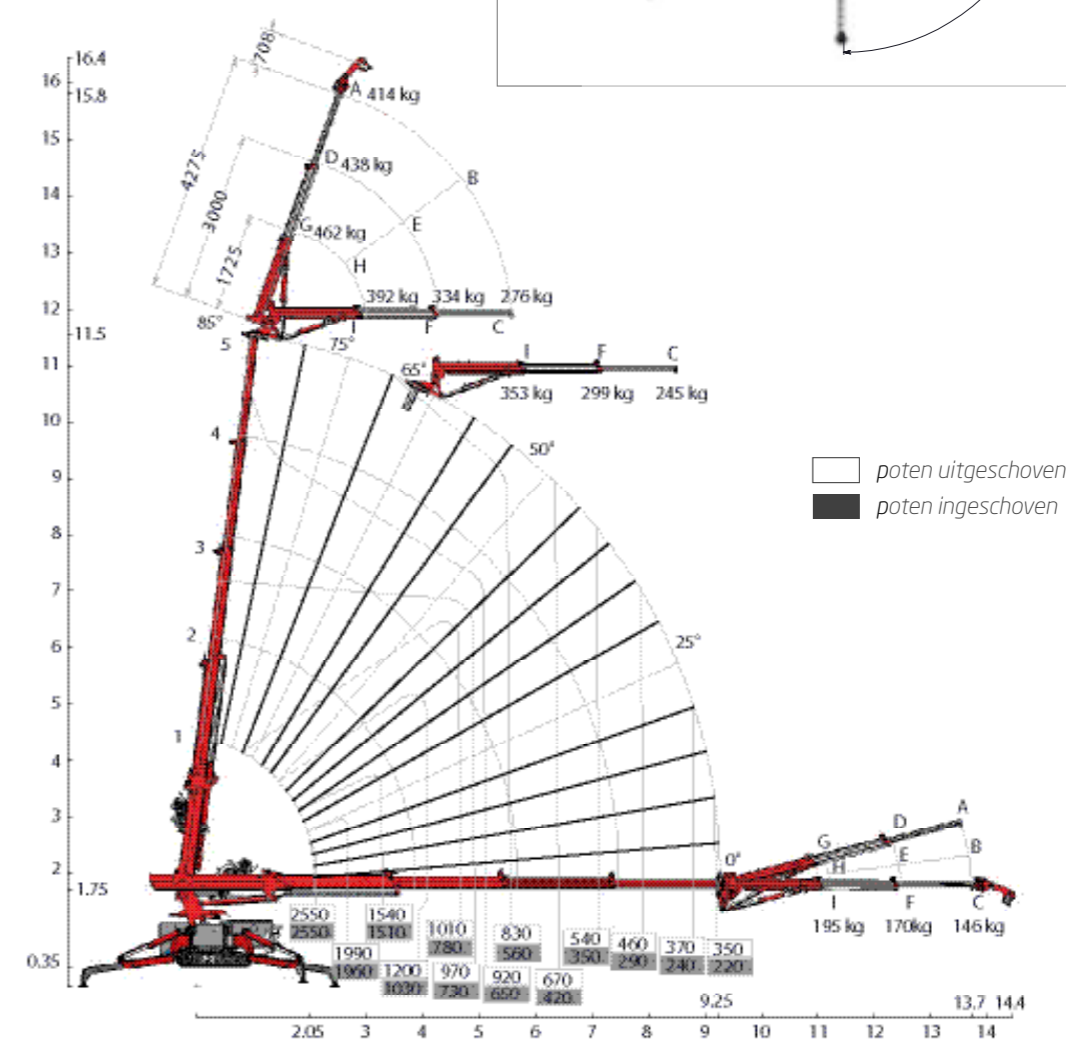 16.4
16
15.8
15
14
13
12
11.5
11
10
9
8
7
6
5
4
3
2
1.75
0.35
708
4275
3000
1725
A 414 kg
D 438 kg
G 462 kg
B
E
H
392 kg 334 kg 276 kg
I F C
85°
75°
65°
50°
25°
0°
5
4
3
2
1
I F C
353 kg 299 kg 245 kg
poten uitgeschoven
poten ingeschoven
A
D
G
B
E
H
I F C
195 kg 170kg 146 kg
2550
2550
1990
1960
1540
1510
1200
1030
1010
780
970
730
830
560
920
650
670
420
540
350
460
290
370
240
350
220
9.25 13.7 14.4
2.05 3 4 5 6 7 8 9 10 11 12 13 14